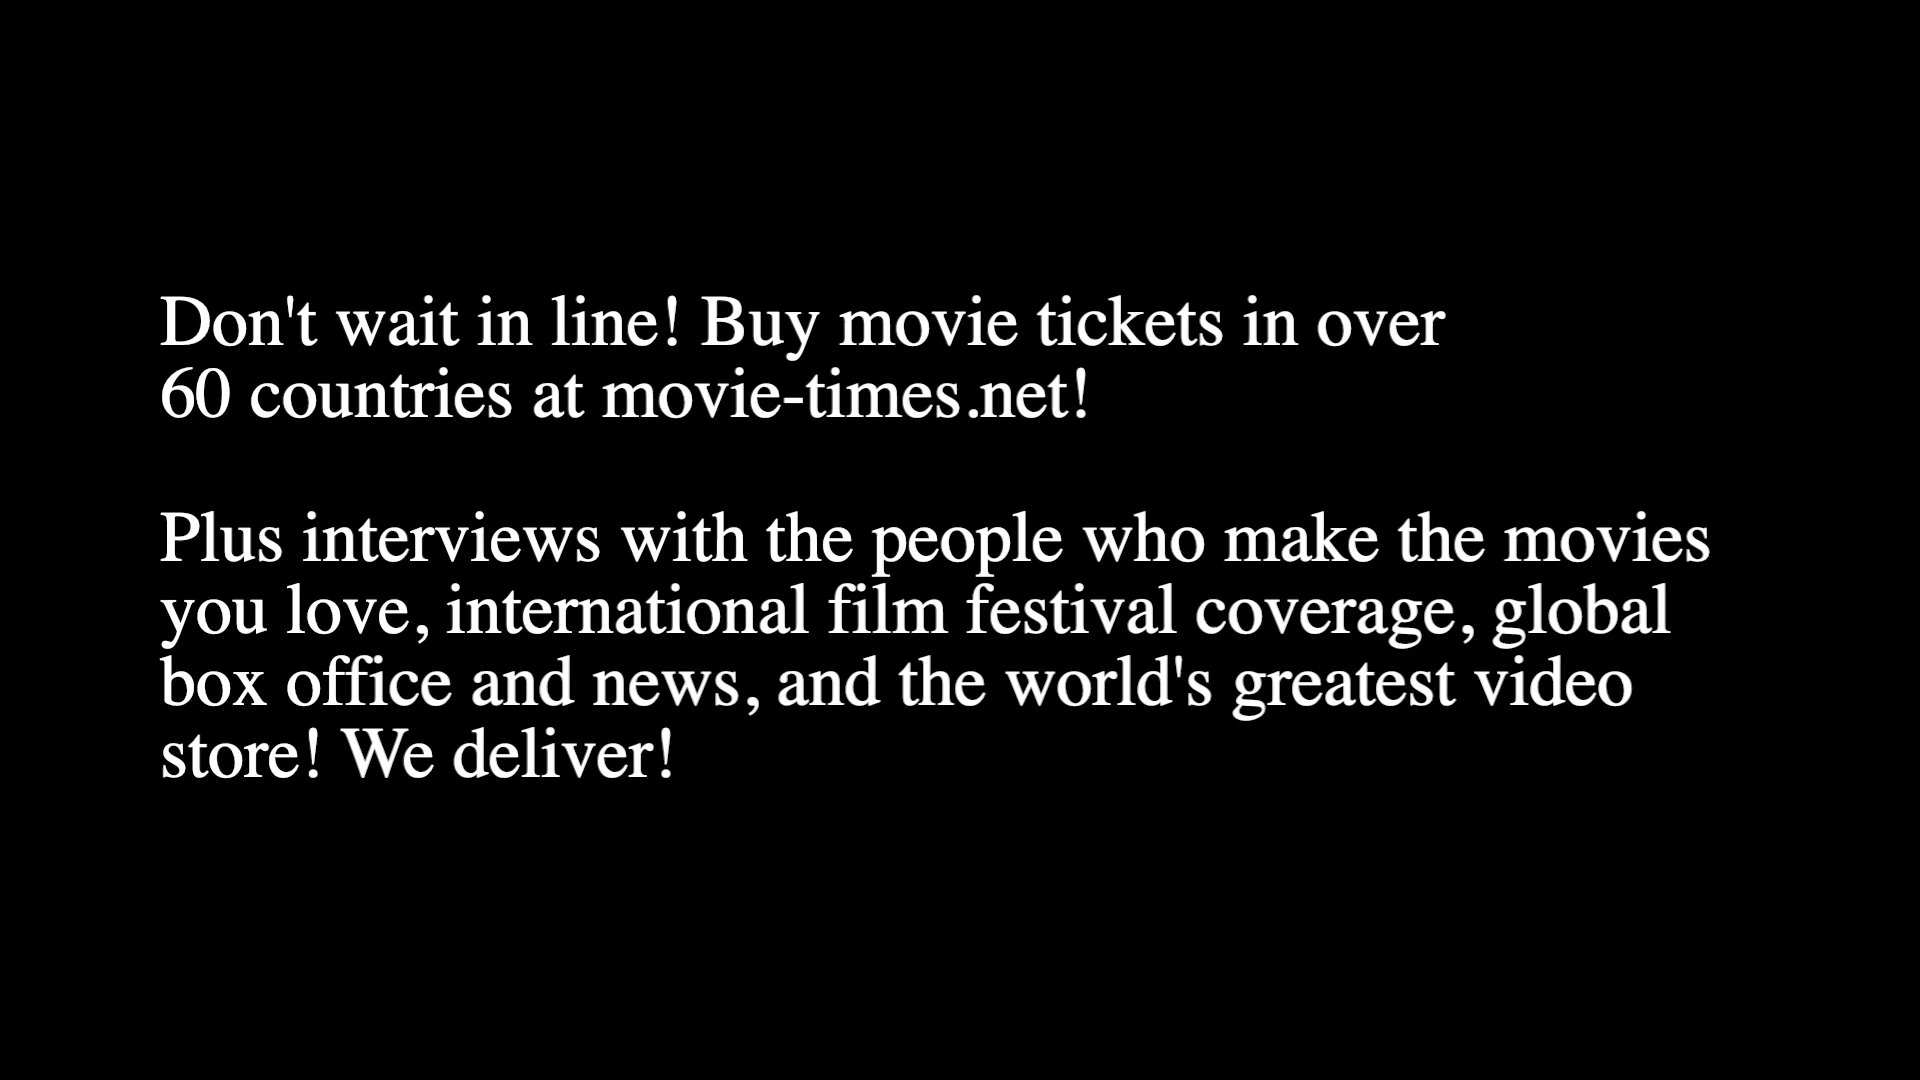 Don't wait in line! Buy movie tickets in over
60 countries at movie-times.net!
Plus interviews with the people who make the movies
you love, international film festival coverage, global
box office and news, and the world's greatest video
store! We deliver!